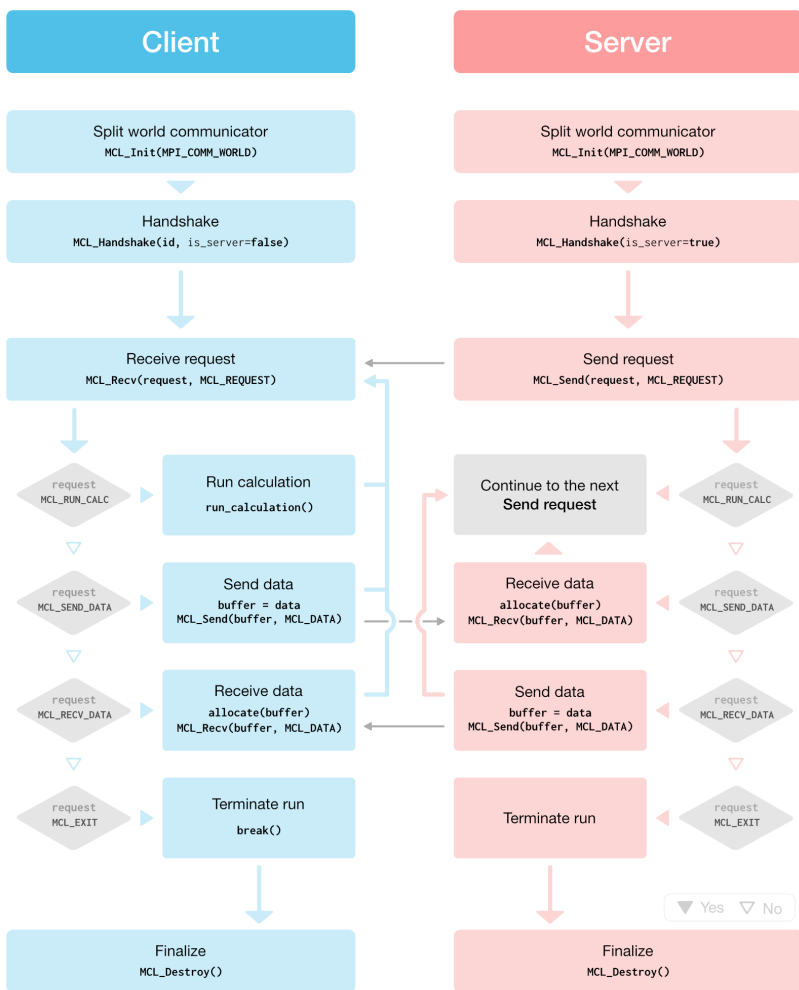 Client
Server
Split world communicator
MCL_Init(MPI_COMM_WORLD)
Split world communicator
MCL_Init(MPI_COMM_WORLD)
Handshake
MCL_Handshake(id, is_server=false)
Handshake
MCL_Handshake(is_server=true)
Receive request
MCL_Recv(request, MCL_REQUEST)
Send request
MCL_Send(request, MCL_REQUEST)
request
MCL_RUN_CALC
Run calculation
run_calculation()
Continue to the next
Send request
request
MCL_RUN_CALC
request
MCL_SEND_DATA
Send data
buffer = data
MCL_Send(buffer, MCL_DATA)
Receive data
allocate(buffer)
MCL_Recv(buffer, MCL_DATA)
request
MCL_SEND_DATA
request
MCL_RECV_DATA
Receive data
allocate(buffer)
MCL_Recv(buffer, MCL_DATA)
Send data
buffer = data
MCL_Send(buffer, MCL_DATA)
request
MCL_RECV_DATA
request
MCL_EXIT
Terminate run
break()
Terminate run
request
MCL_EXIT
Yes
No
Finalize
MCL_Destroy()
Finalize
MCL_Destroy()